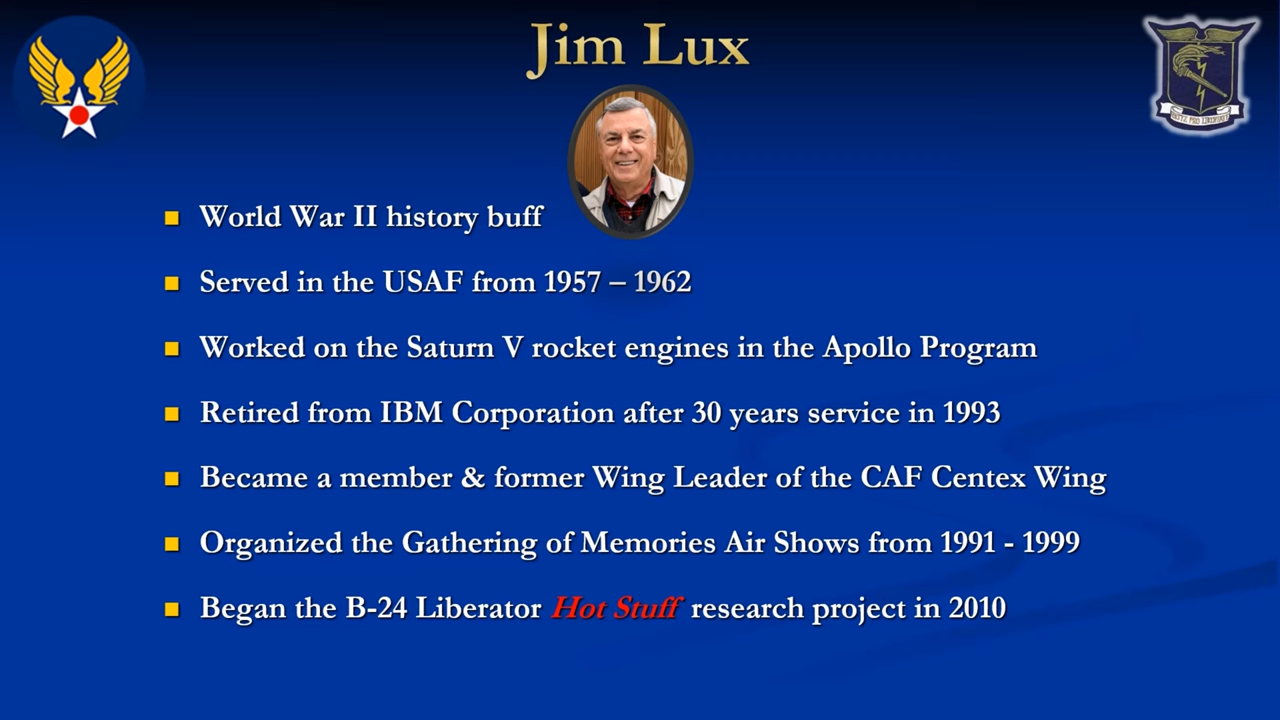 Jim Lux
World War II history buff
Served in the USAF from 1957 – 1962
Worked on the Saturn V rocket engines in the Apollo Program
Retired from IBM Corporation after 30 years service in 1993
Became a member & former Wing Leader of the CAF Centex Wing
Organized the Gathering of Memories Air Shows from 1991 - 1999
Began the B-24 Liberator Hot Stuff research project in 2010